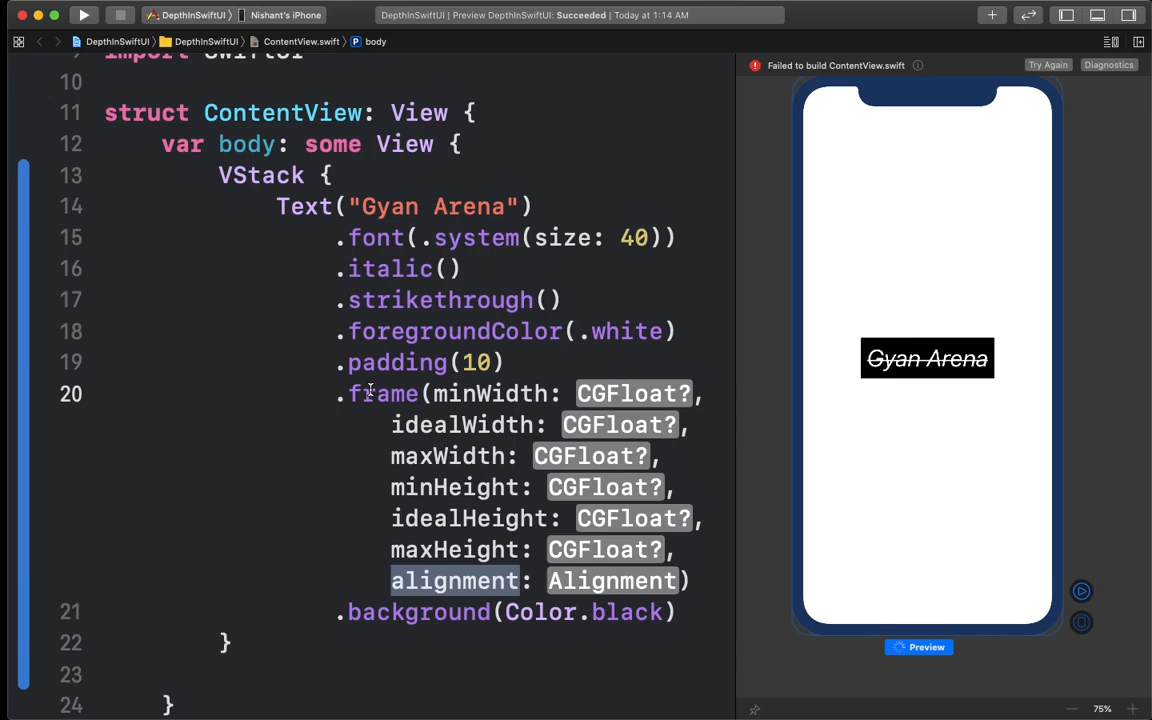 DepthInSwiftUI 〉 Nishant's iPhone
DepthInSwiftUI | Preview DepthInSwiftUI: Succeeded | Today at 1:14 AM
DepthInSwiftUI 〉 DepthInSwiftUI 〉 ContentView.swift 〉 P body
10
11 struct ContentView: View {
12 var body: some View {
13 VStack {
14 Text("Gyan Arena")
15 .font(.system(size: 40))
16 .italic()
17 .strikethrough()
18 .foregroundColor(.white)
19 .padding(10)
20 .frame(minWidth: CGFloat?,
idealWidth: CGFloat?,
maxWidth: CGFloat?,
minHeight: CGFloat?,
idealHeight: CGFloat?,
maxHeight: CGFloat?,
alignment: Alignment)
21 .background(Color.black)
22 }
23
24 }
Failed to build ContentView.swift
Try Again
Diagnostics
Gyan Arena
Preview
75%